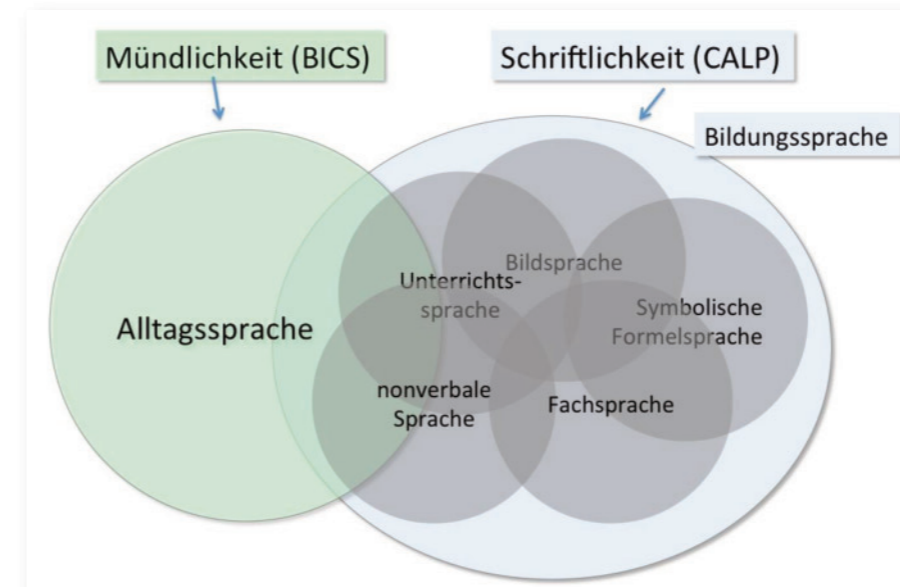 Mündlichkeit (BICS)
Schriftlichkeit (CALP)
Bildungssprache
Alltagssprache
Unterrichts-
sprache
Bildsprache
Symbolische
Formelsprache
nonverbale
Sprache
Fachsprache